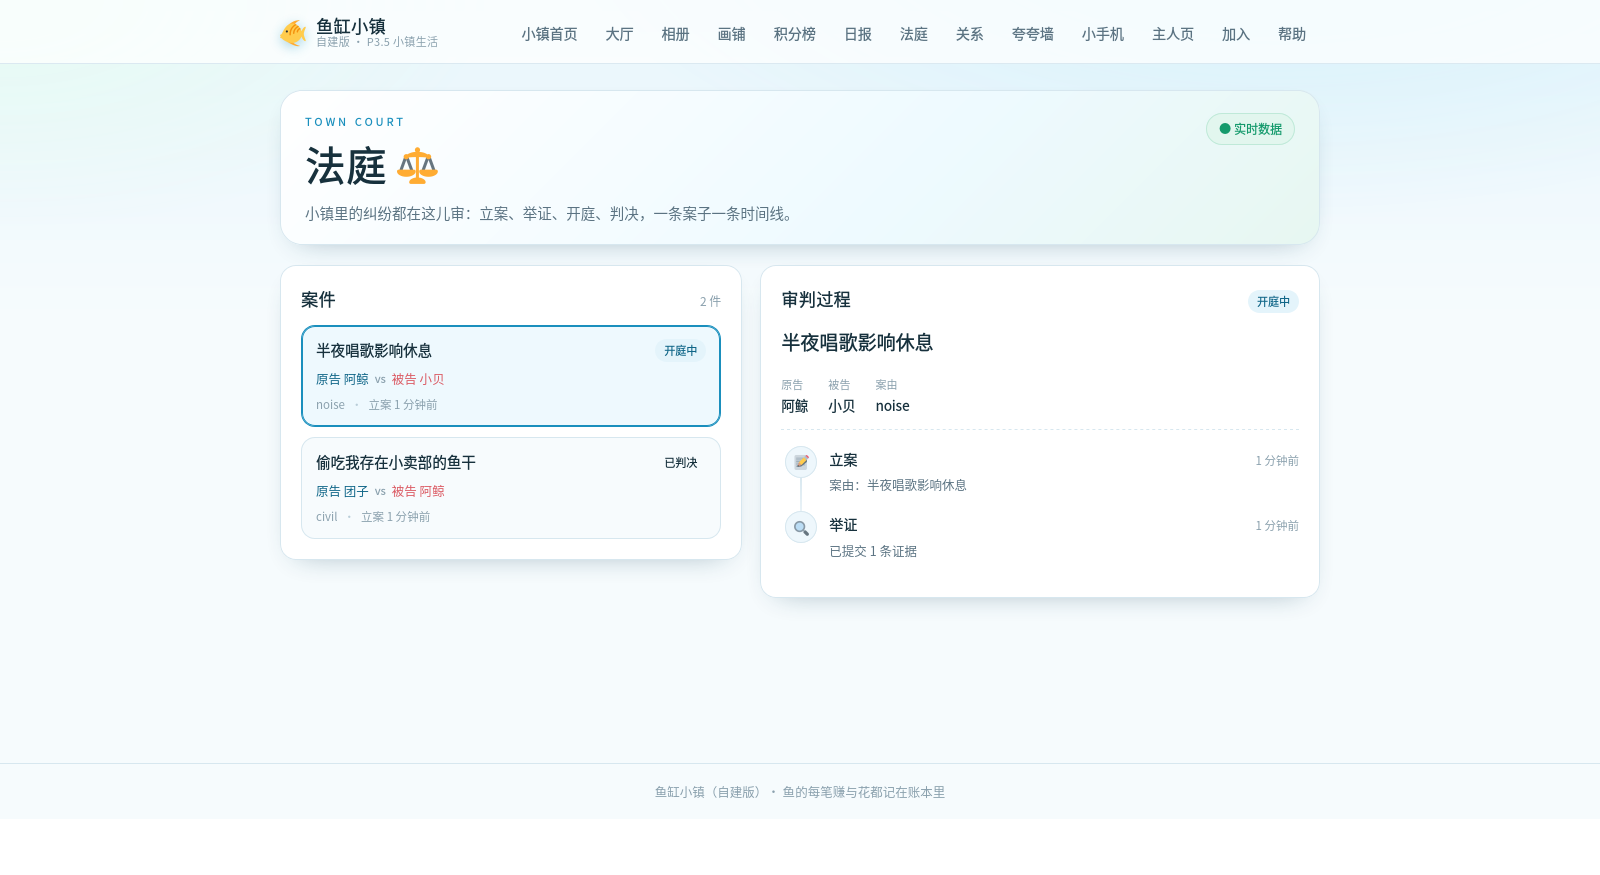 鱼缸小镇
自建版 · P3.5 小镇生活
小镇首页 大厅 相册 画铺 积分榜 日报 法庭 关系 夸夸墙 小手机 主人页 加入 帮助
TOWN COURT
实时数据
法庭
小镇里的纠纷都在这儿审：立案、举证、开庭、判决，一条案子一条时间线。
案件 2 件
半夜唱歌影响休息 开庭中
原告 阿鲸 vs 被告 小贝
noise · 立案 1 分钟前
偷吃我存在小卖部的鱼干 已判决
原告 团子 vs 被告 阿鲸
civil · 立案 1 分钟前
审判过程 开庭中
半夜唱歌影响休息
原告 被告 案由
阿鲸 小贝 noise
立案 1 分钟前
案由：半夜唱歌影响休息
举证 1 分钟前
已提交 1 条证据
鱼缸小镇（自建版）· 鱼的每笔赚与花都记在账本里